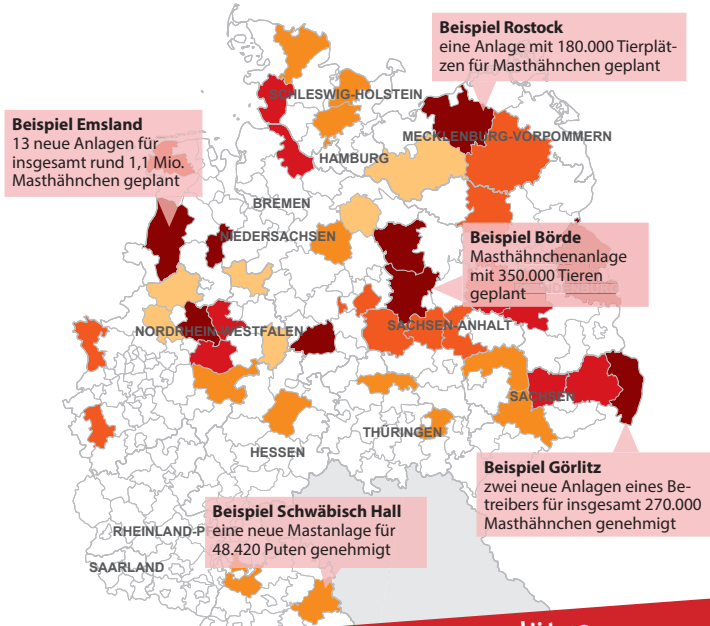 Beispiel Rostock
eine Anlage mit 180.000 Tierplät-
zen für Masthähnchen geplant
SCHLESWIG-HOLSTEIN
Beispiel Emsland
13 neue Anlagen für
insgesamt rund 1,1 Mio.
Masthähnchen geplant
MECKLENBURG-VORPOMMERN
HAMBURG
BREMEN
NIEDERSACHSEN
Beispiel Börde
Masthähnchenanlage
mit 350.000 Tieren
geplant
NORDRHEIN-WESTFALEN
SACHSEN-ANHALT
SACHSEN
THÜRINGEN
HESSEN
Beispiel Görlitz
zwei neue Anlagen eines Be-
treibers für insgesamt 270.000
Masthähnchen genehmigt
Beispiel Schwäbisch Hall
eine neue Mastanlage für
48.420 Puten genehmigt
RHEINLAND-P
SAARLAND